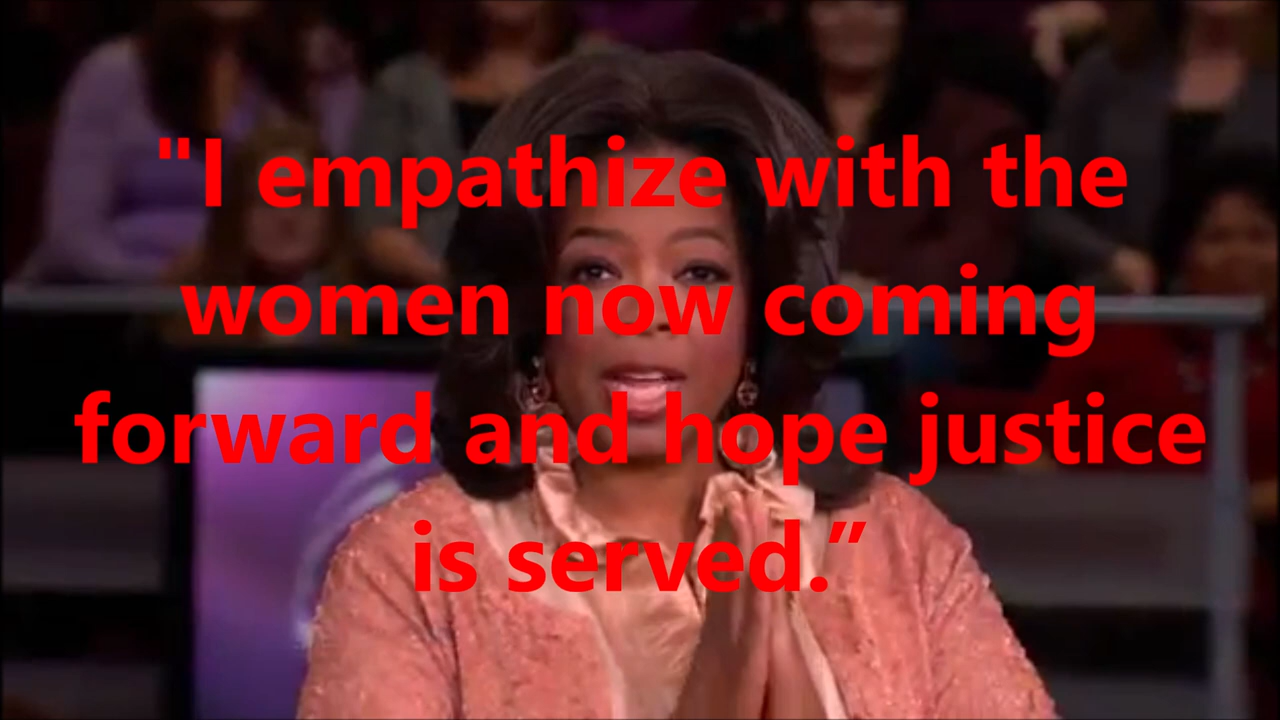 "I empathize with the
women now coming
forward and hope justice
is served.”